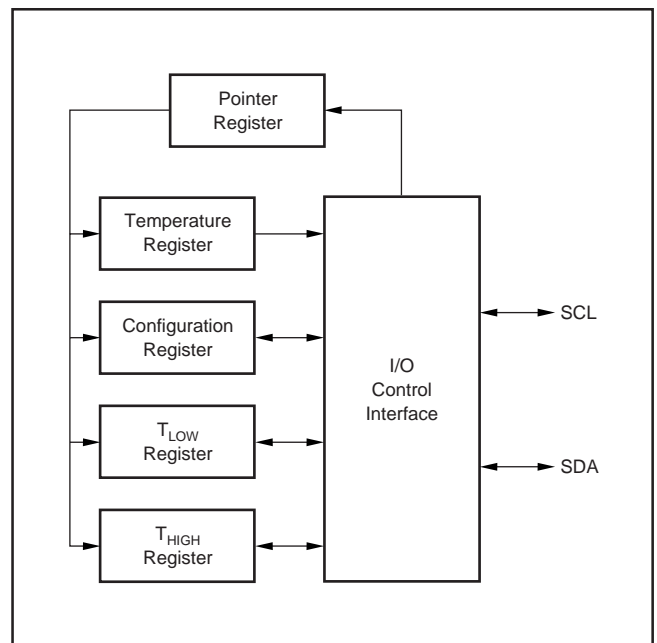 Pointer
Register
Temperature
Register
Configuration
Register
T_LOW
Register
T_HIGH
Register
I/O
Control
Interface
SCL
SDA